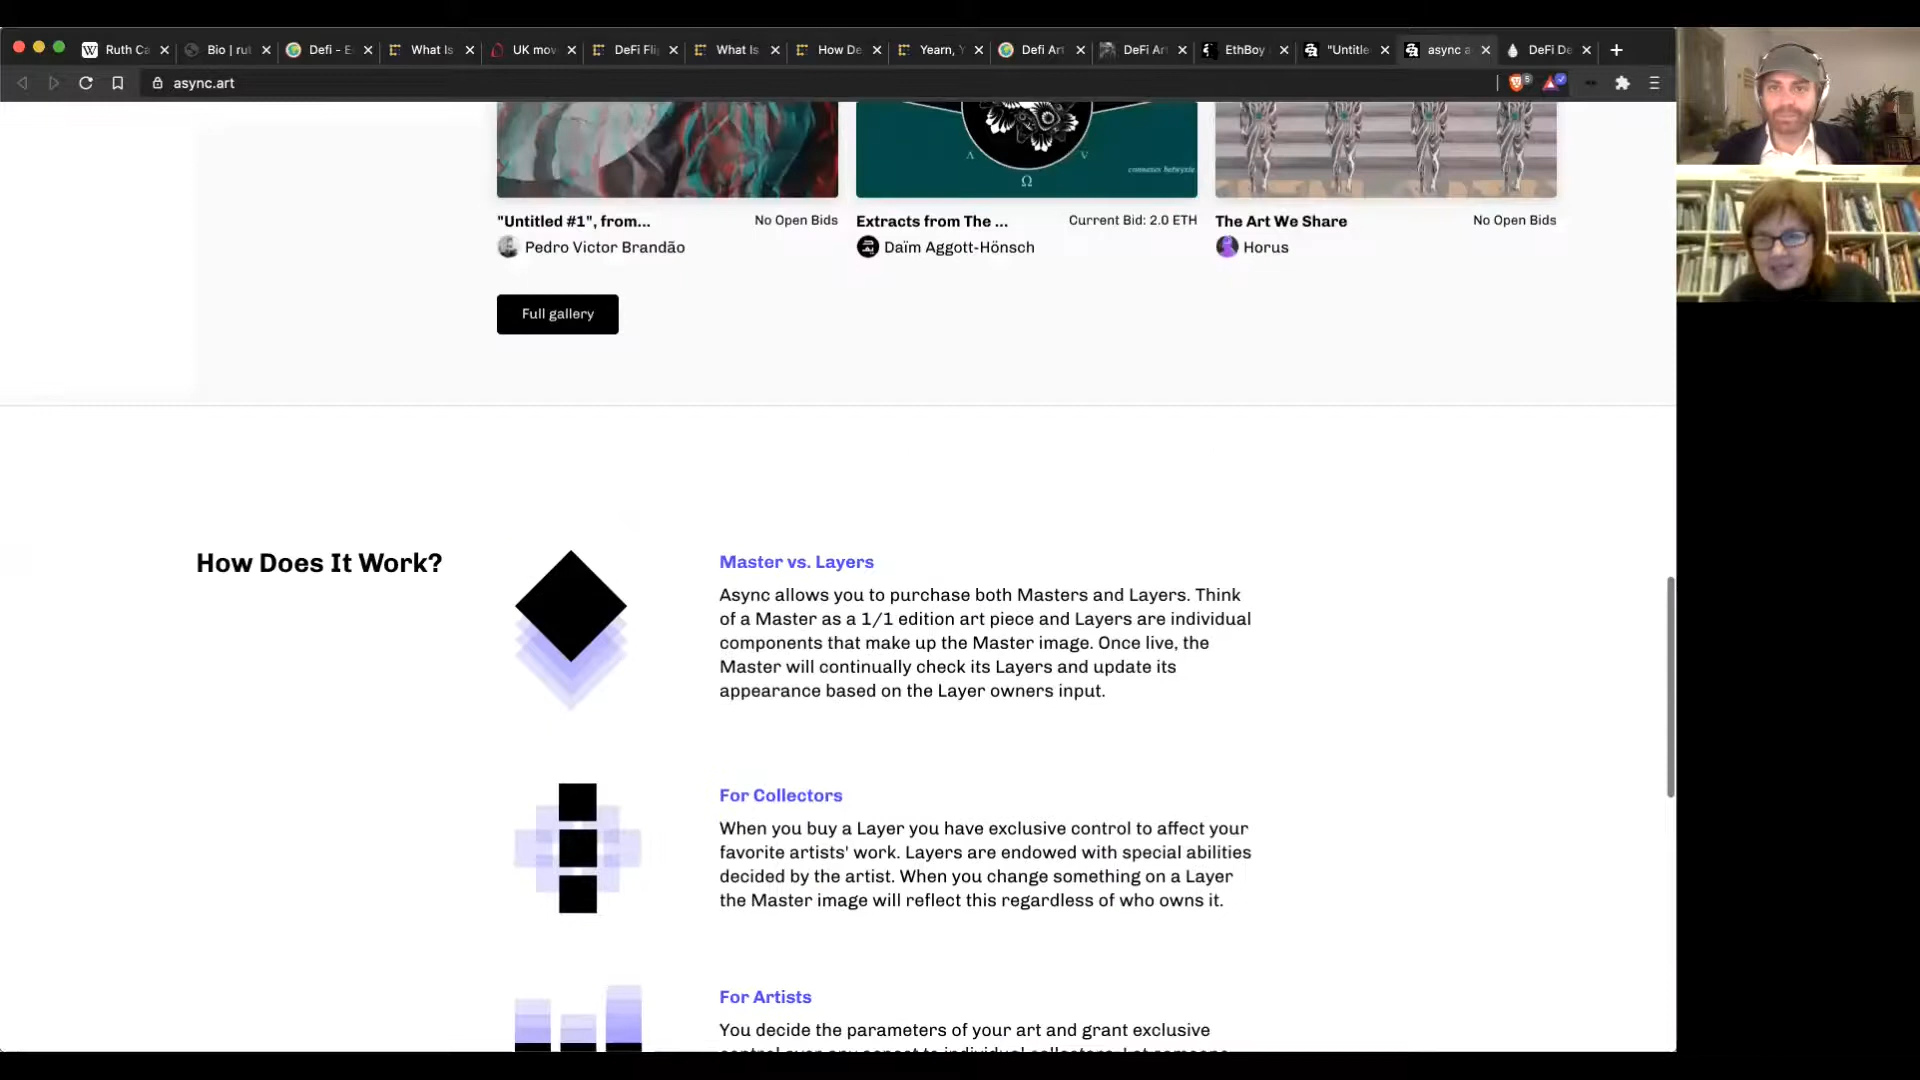 Ruth Ca
Bio | rut
Defi - E
What Is
UK mov
DeFi Fli
What Is
How De
Yearn, Y
Defi Art
DeFi Art
EthBoy
"Untitle
async a
DeFi De
async.art
Λ
V
Ω
connexus hebraeite
"Untitled #1", from...
No Open Bids
Extracts from The ...
Current Bid: 2.0 ETH
The Art We Share
No Open Bids
Pedro Victor Brandão
Daïm Aggott-Hönsch
Horus
Full gallery
How Does It Work?
Master vs. Layers
Async allows you to purchase both Masters and Layers. Think
of a Master as a 1/1 edition art piece and Layers are individual
components that make up the Master image. Once live, the
Master will continually check its Layers and update its
appearance based on the Layer owners input.
For Collectors
When you buy a Layer you have exclusive control to affect your
favorite artists' work. Layers are endowed with special abilities
decided by the artist. When you change something on a Layer
the Master image will reflect this regardless of who owns it.
For Artists
You decide the parameters of your art and grant exclusive